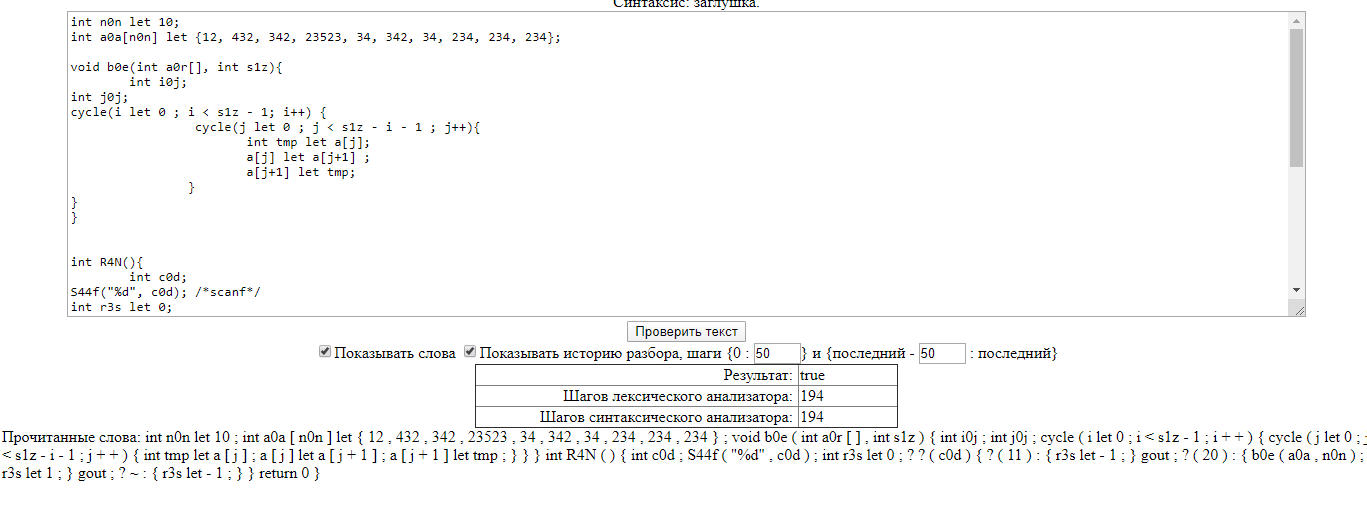 Синтаксис: заглушка.
int n0n let 10;
int a0a[n0n] let {12, 432, 342, 23523, 34, 342, 34, 234, 234, 234};
void b0e(int a0r[], int s1z){
int i0j;
int j0j;
cycle(i let 0 ; i < s1z - 1; i++) {
cycle(j let 0 ; j < s1z - i - 1 ; j++){
int tmp let a[j];
a[j] let a[j+1] ;
a[j+1] let tmp;
}
}
}
int R4N(){
int c0d;
S44f("%d", c0d); /*scanf*/
int r3s let 0;
Проверить текст
Показывать слова Показывать историю разбора, шаги {0 : 50 } и {последний - 50 : последний}
Результат: true
Шагов лексического анализатора: 194
Шагов синтаксического анализатора: 194
Прочитанные слова: int n0n let 10 ; int a0a [ n0n ] let { 12 , 432 , 342 , 23523 , 34 , 342 , 34 , 234 , 234 , 234 } ; void b0e ( int a0r [ ] , int s1z ) { int i0j ; int j0j ; cycle ( i let 0 ; i < s1z - 1 ; i + + ) { cycle ( j let 0 ; j
< s1z - i - 1 ; j + + ) { int tmp let a [ j ] ; a [ j ] let a [ j + 1 ] ; a [ j + 1 ] let tmp ; } } } int R4N ( ) { int c0d ; S44f ( "%d" , c0d ) ; int r3s let 0 ; ? ? ( c0d ) { ? ( 11 ) : { r3s let - 1 ; } gout ; ? ( 20 ) : { b0e ( a0a , n0n ) ;
r3s let 1 ; } gout ; ? ~ : { r3s let - 1 ; } } return 0 }